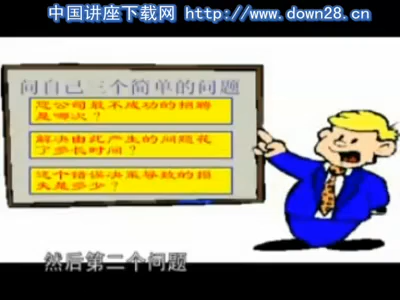 中国讲座下载网 http://www.down28.cn
问自己三个简单的问题
您公司最不成功的招聘
是哪次？
解决由此产生的问题花
了多长时间？
这个错误决策导致的损
失是多少？
然后第二个问题